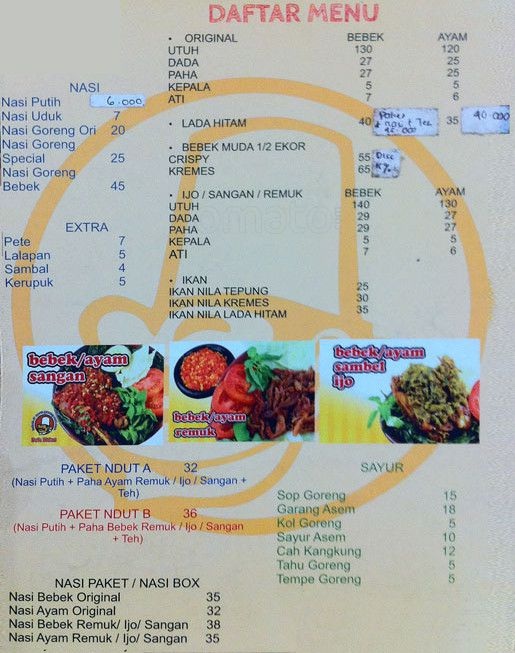 DAFTAR MENU
• ORIGINAL BEBEK AYAM
UTUH 130 120
DADA 27 25
PAHA 27 25
KEPALA 5 5
ATI 7 6
• LADA HITAM 40 35 40.000
• BEBEK MUDA 1/2 EKOR
CRISPY 55
KREMES 65
• IJO / SANGAN / REMUK BEBEK AYAM
UTUH 140 130
DADA 29 27
PAHA 29 27
KEPALA 5 5
ATI 7 6
• IKAN
IKAN NILA TEPUNG 25
IKAN NILA KREMES 30
IKAN NILA LADA HITAM 35
NASI
Nasi Putih 6.000
Nasi Uduk 7
Nasi Goreng Ori 20
Nasi Goreng
Special 25
Nasi Goreng
Bebek 45
EXTRA
Pete 7
Lalapan 5
Sambal 4
Kerupuk 5
bebek/ayam
sangan
bebek/ayam
remuk
bebek/ayam
sambel
ijo
PAKET NDUT A 32
(Nasi Putih + Paha Ayam Remuk / Ijo / Sangan +
Teh)
PAKET NDUT B 36
(Nasi Putih + Paha Bebek Remuk / Ijo / Sangan
+ Teh)
SAYUR
Sop Goreng 15
Garang Asem 18
Kol Goreng 5
Sayur Asem 10
Cah Kangkung 12
Tahu Goreng 5
Tempe Goreng 5
NASI PAKET / NASI BOX
Nasi Bebek Original 35
Nasi Ayam Original 32
Nasi Bebek Remuk/ Ijo/ Sangan 38
Nasi Ayam Remuk / Ijo/ Sangan 35